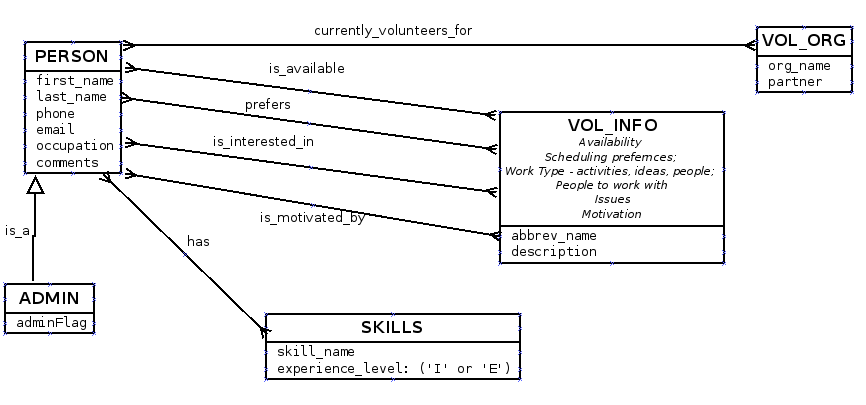 currently_volunteers_for
PERSON
first_name
last_name
phone
email
occupation
comments
VOL_ORG
org_name
partner
is_available
prefers
is_interested_in
is_motivated_by
VOL_INFO
Availability
Scheduling prefernces;
Work Type - activities, ideas, people;
People to work with
Issues
Motivation
abbrev_name
description
is_a
has
ADMIN
adminFlag
SKILLS
skill_name
experience_level: ('I' or 'E')